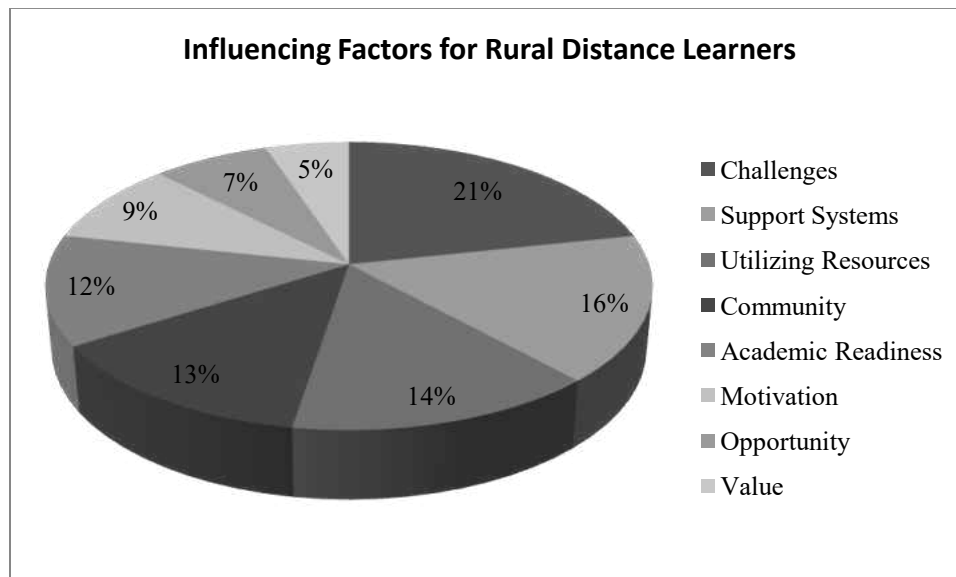 Influencing Factors for Rural Distance Learners
5%
7%
21%
9%
12%
16%
13%
14%
Challenges
Support Systems
Utilizing Resources
Community
Academic Readiness
Motivation
Opportunity
Value